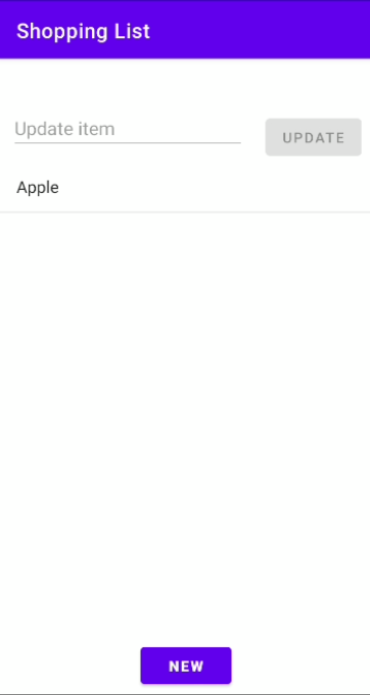 Shopping List
Update item
UPDATE
Apple
NEW